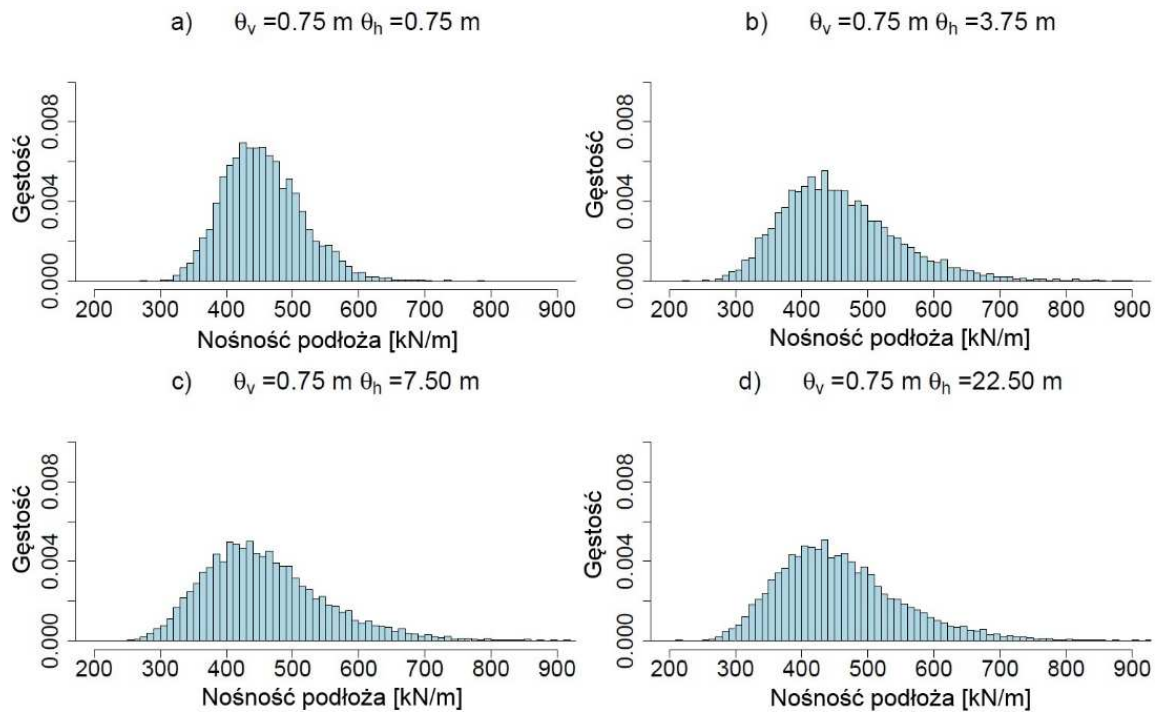 a) θv =0.75 m θh =0.75 m
Gęstość
0.000 0.004 0.008
200 300 400 500 600 700 800 900
Nośność podłoża [kN/m]
b) θv =0.75 m θh =3.75 m
Gęstość
0.000 0.004 0.008
200 300 400 500 600 700 800 900
Nośność podłoża [kN/m]
c) θv =0.75 m θh =7.50 m
Gęstość
0.000 0.004 0.008
200 300 400 500 600 700 800 900
Nośność podłoża [kN/m]
d) θv =0.75 m θh =22.50 m
Gęstość
0.000 0.004 0.008
200 300 400 500 600 700 800 900
Nośność podłoża [kN/m]